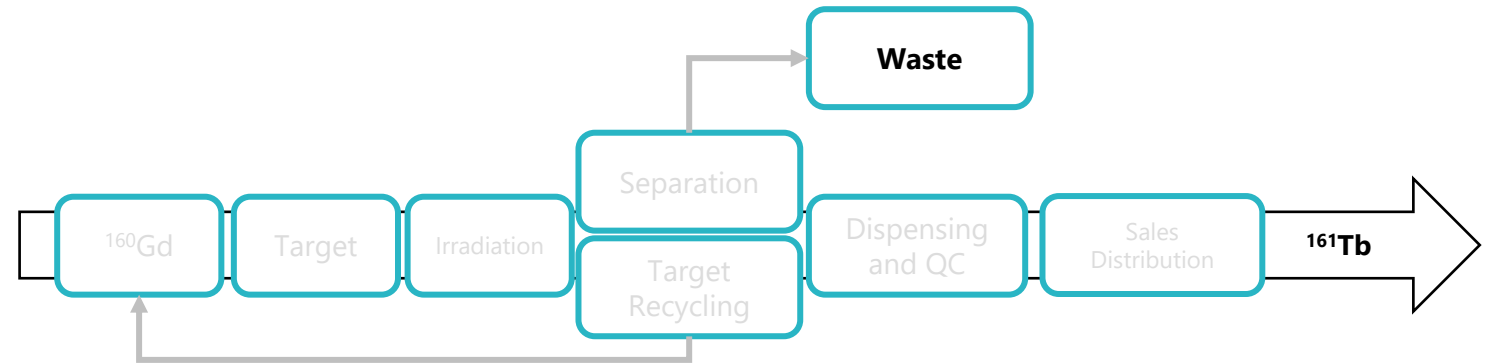 Waste
Separation
¹⁶⁰Gd
Target
Irradiation
Dispensing
and QC
Sales
Distribution
¹⁶¹Tb
Target
Recycling